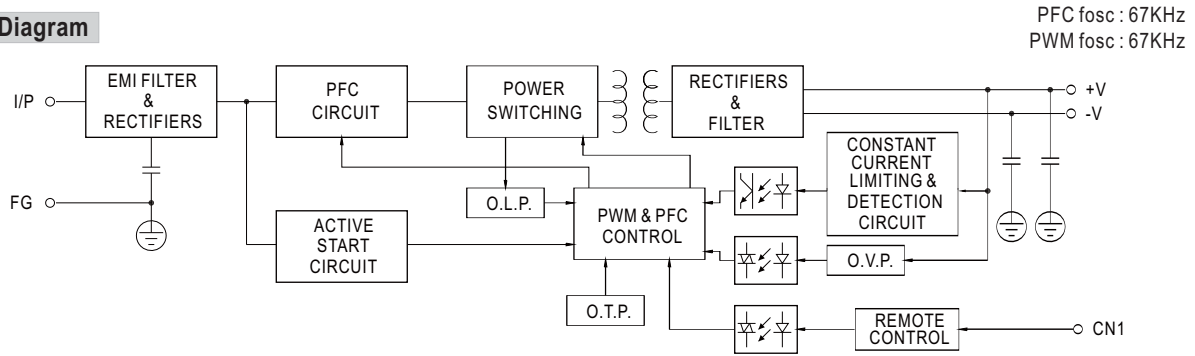 Diagram
PFC fosc : 67KHz
PWM fosc : 67KHz
I/P
EMI FILTER
&
RECTIFIERS
PFC
CIRCUIT
POWER
SWITCHING
RECTIFIERS
&
FILTER
+V
-V
FG
ACTIVE
START
CIRCUIT
O.L.P.
PWM & PFC
CONTROL
O.T.P.
CONSTANT
CURRENT
LIMITING &
DETECTION
CIRCUIT
O.V.P.
REMOTE
CONTROL
CN1